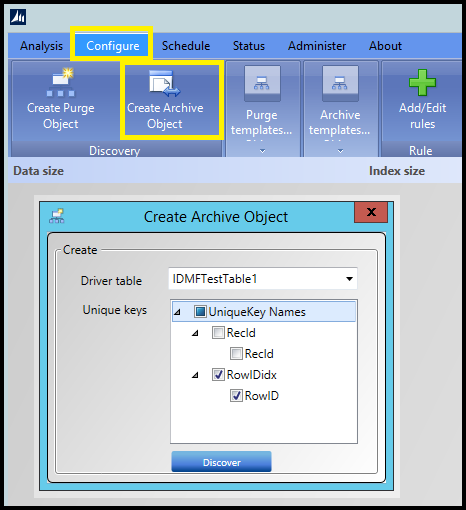 Analysis Configure Schedule Status Administer About
Create Purge Object
Create Archive Object
Purge templates...
Archive templates...
Add/Edit rules
Discovery
Rule
Data size Index size
Create Archive Object x
Create
Driver table IDMFTestTable1
Unique keys UniqueKey Names
RecId
RecId
RowIDidx
RowID
Discover